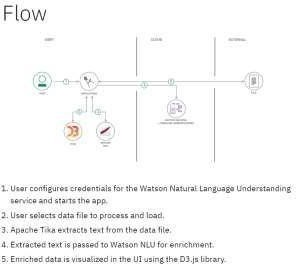 Flow
USER
CLOUD
EXTERNAL
1. User configures credentials for the Watson Natural Language Understanding
service and starts the app.
2. User selects data file to process and load.
3. Apache Tika extracts text from the data file.
4. Extracted text is passed to Watson NLU for enrichment.
5. Enriched data is visualized in the UI using the D3.js library.